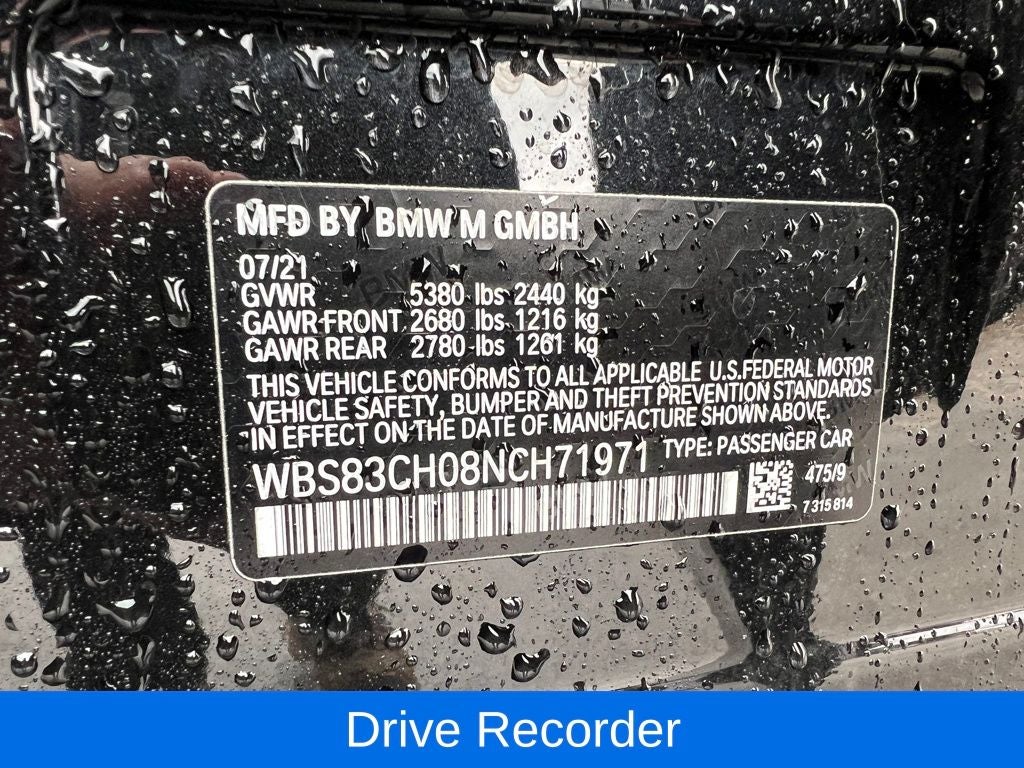 MFD BY BMW M GMBH
07/21
GVWR 5380 lbs 2440 kg
GAWR FRONT 2680 lbs 1216 kg
GAWR REAR 2780 lbs 1261 kg
THIS VEHICLE CONFORMS TO ALL APPLICABLE U.S.FEDERAL MOTOR
VEHICLE SAFETY, BUMPER AND THEFT PREVENTION STANDARDS
IN EFFECT ON THE DATE OF MANUFACTURE SHOWN ABOVE.
WBS83CH08NCH71971 TYPE: PASSENGER CAR
475/9
7 315 814
Drive Recorder